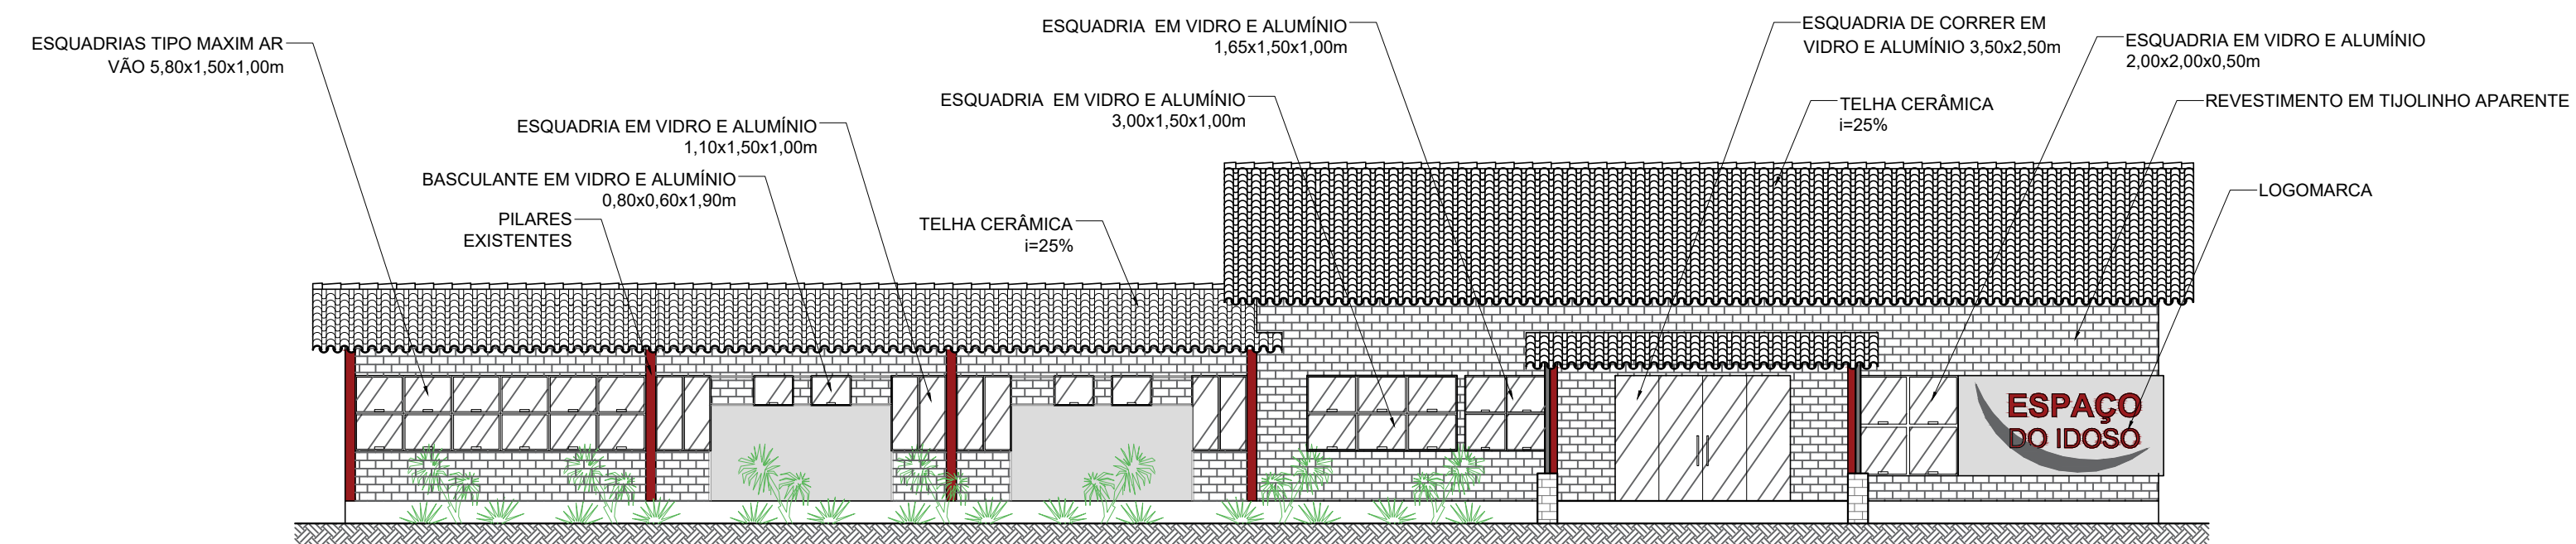 ESQUADRIAS TIPO MAXIM AR
VÃO 5,80x1,50x1,00m
ESQUADRIA EM VIDRO E ALUMÍNIO
1,10x1,50x1,00m
BASCULANTE EM VIDRO E ALUMÍNIO
0,80x0,60x1,90m
PILARES
EXISTENTES
TELHA CERÂMICA
i=25%
ESQUADRIA EM VIDRO E ALUMÍNIO
1,65x1,50x1,00m
ESQUADRIA EM VIDRO E ALUMÍNIO
3,00x1,50x1,00m
ESQUADRIA DE CORRER EM
VIDRO E ALUMÍNIO 3,50x2,50m
TELHA CERÂMICA
i=25%
ESQUADRIA EM VIDRO E ALUMÍNIO
2,00x2,00x0,50m
REVESTIMENTO EM TIJOLINHO APARENTE
LOGOMARCA
ESPAÇO
DO IDOSO